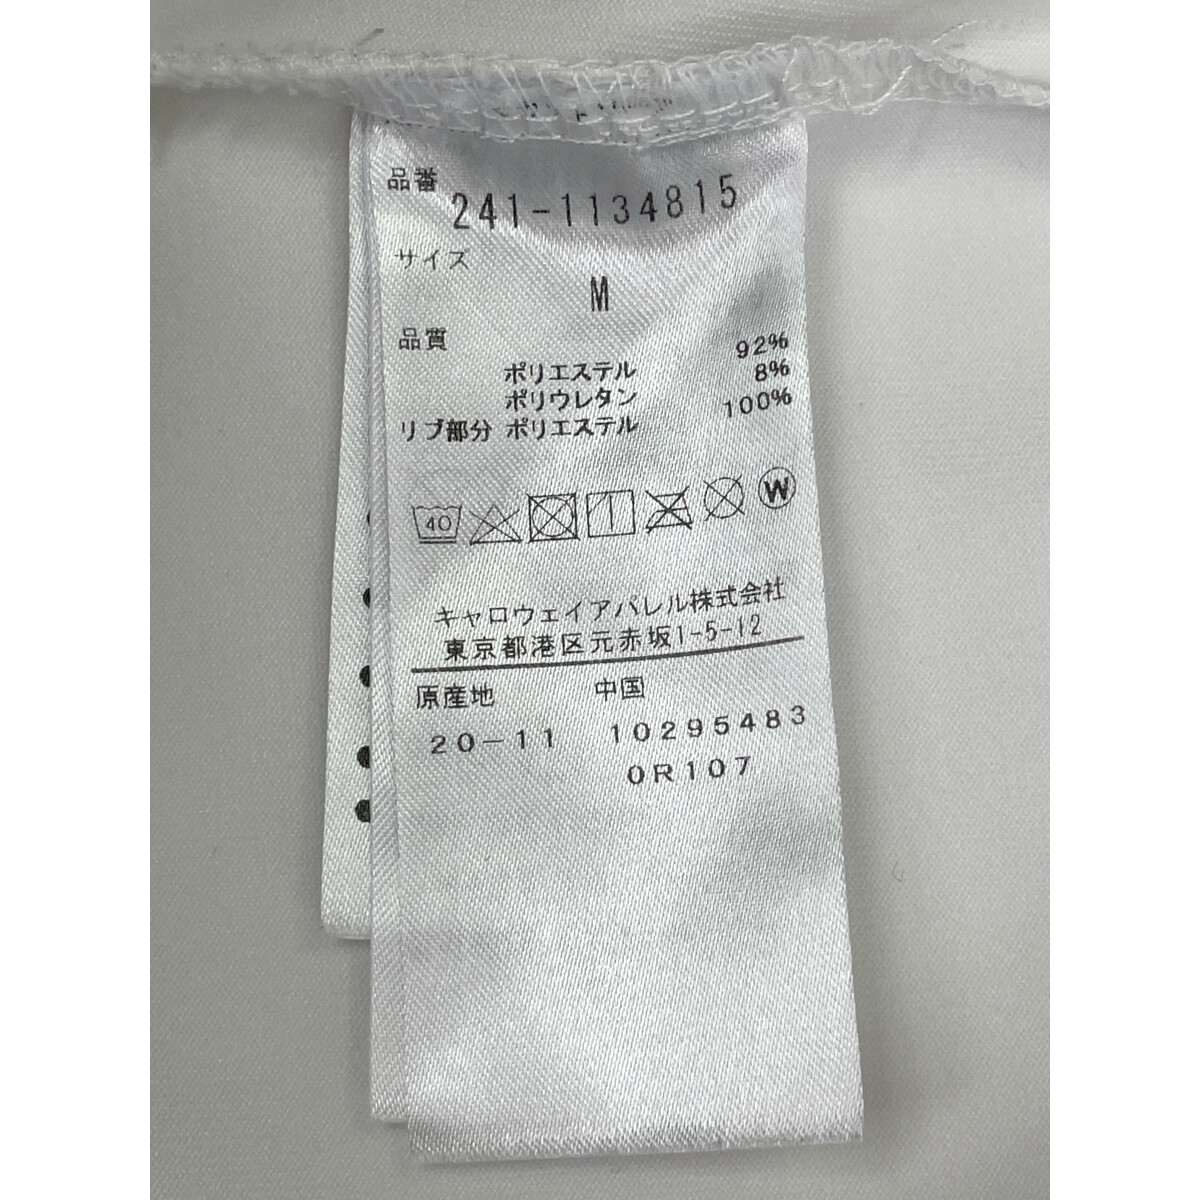 品番 241-1134815
サイズ
M
品質
ポリエステル 92%
ポリウレタン 8%
リブ部分 ポリエステル 100%
40 W
キャロウェイアパレル株式会社
東京都港区元赤坂1-5-12
原産地 中国
20-11 10295483
0R107